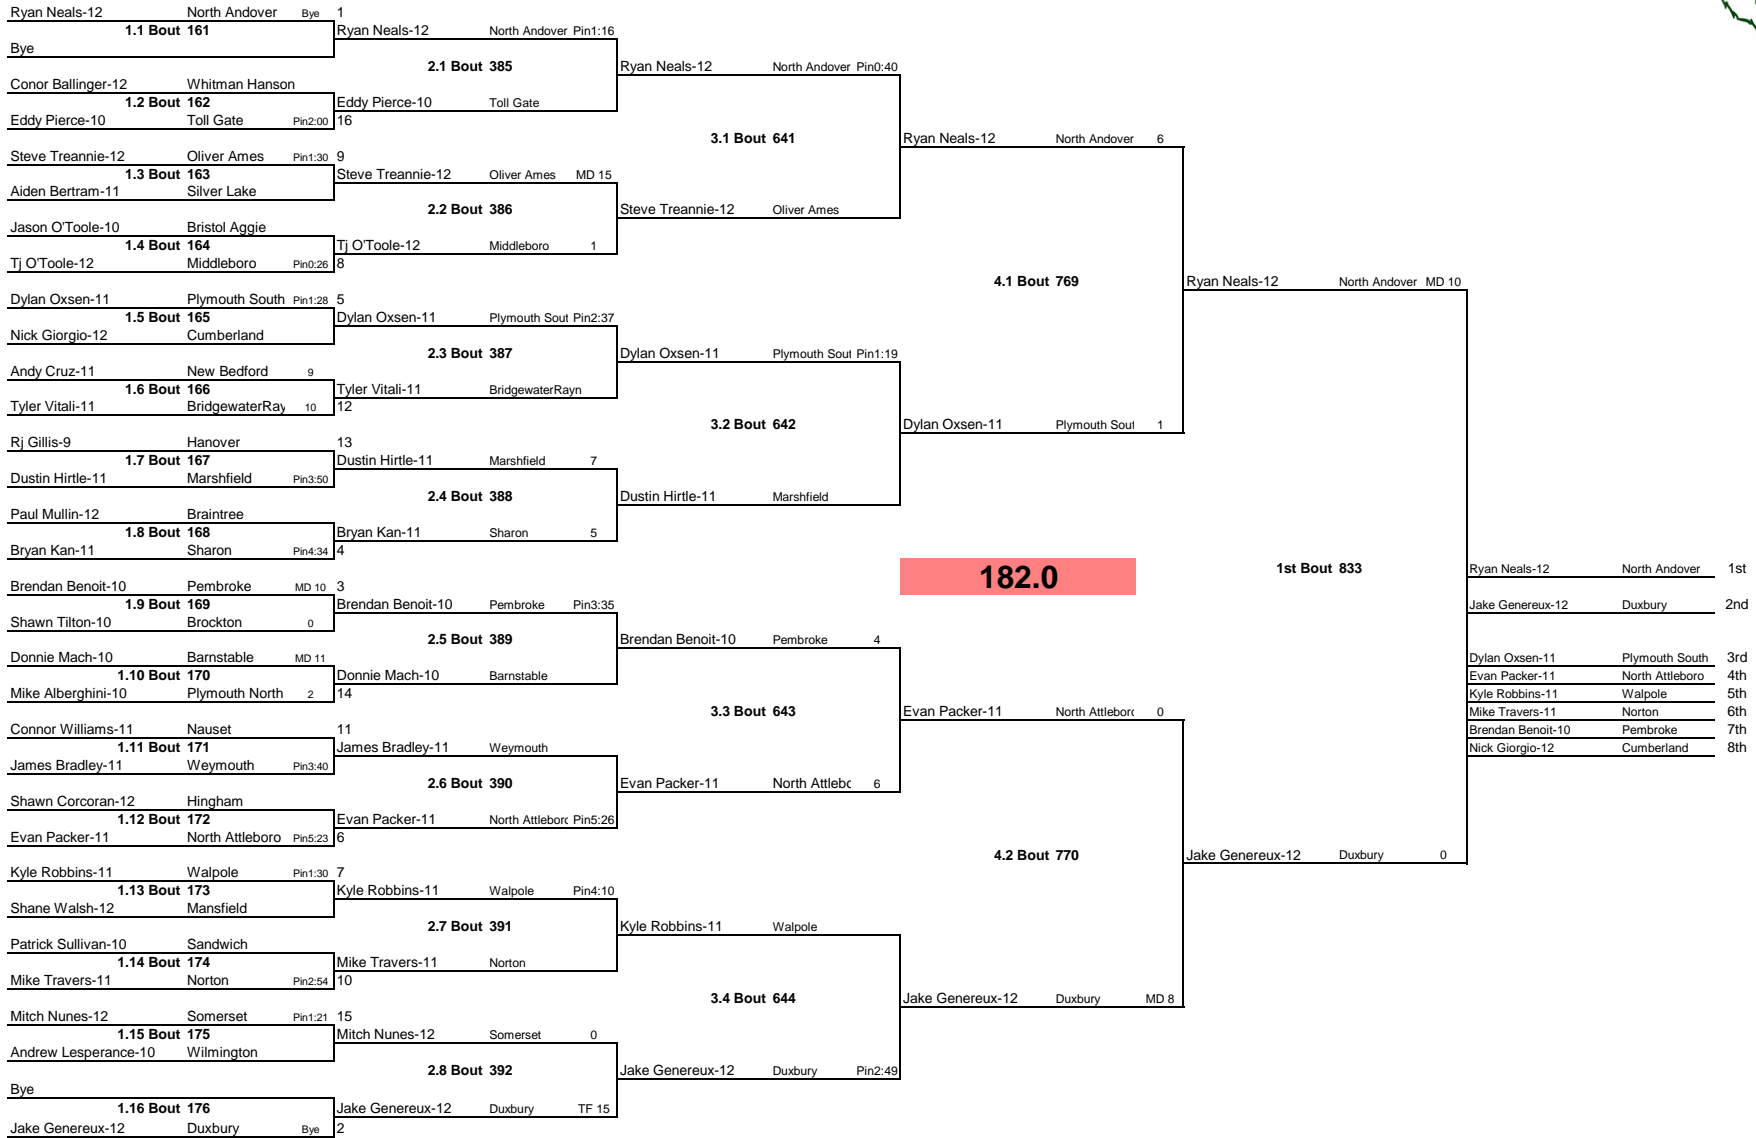 Ryan Neals-12 North Andover Bye 1
1.1 Bout 161
Bye
Conor Ballinger-12 Whitman Hanson
1.2 Bout 162
Eddy Pierce-10 Toll Gate Pin2:00 16
Steve Treannie-12 Oliver Ames Pin1:30 9
1.3 Bout 163
Aiden Bertram-11 Silver Lake
Jason O'Toole-10 Bristol Aggie
1.4 Bout 164
Tj O'Toole-12 Middleboro Pin0:26 8
Dylan Oxsen-11 Plymouth South Pin1:28 5
1.5 Bout 165
Nick Giorgio-12 Cumberland
Andy Cruz-11 New Bedford 9
1.6 Bout 166
Tyler Vitali-11 BridgewaterRay 10 12
Rj Gillis-9 Hanover 13
1.7 Bout 167
Dustin Hirtle-11 Marshfield Pin3:50
Paul Mullin-12 Braintree
1.8 Bout 168
Bryan Kan-11 Sharon Pin4:34 4
Brendan Benoit-10 Pembroke MD 10 3
1.9 Bout 169
Shawn Tilton-10 Brockton 0
Donnie Mach-10 Barnstable MD 11
1.10 Bout 170
Mike Alberghini-10 Plymouth North 2 14
Connor Williams-11 Nauset 11
1.11 Bout 171
James Bradley-11 Weymouth Pin3:40
Shawn Corcoran-12 Hingham
1.12 Bout 172
Evan Packer-11 North Attleboro Pin5:23 6
Kyle Robbins-11 Walpole Pin1:30 7
1.13 Bout 173
Shane Walsh-12 Mansfield
Patrick Sullivan-10 Sandwich
1.14 Bout 174
Mike Travers-11 Norton Pin2:54 10
Mitch Nunes-12 Somerset Pin1:21 15
1.15 Bout 175
Andrew Lesperance-10 Wilmington
Bye
1.16 Bout 176
Jake Genereux-12 Duxbury Bye 2
Ryan Neals-12 North Andover Pin1:16
2.1 Bout 385
Eddy Pierce-10 Toll Gate
Steve Treannie-12 Oliver Ames MD 15
2.2 Bout 386
Tj O'Toole-12 Middleboro 1
Dylan Oxsen-11 Plymouth Sout Pin2:37
2.3 Bout 387
Tyler Vitali-11 BridgewaterRayn
Dustin Hirtle-11 Marshfield 7
2.4 Bout 388
Bryan Kan-11 Sharon 5
Brendan Benoit-10 Pembroke Pin3:35
2.5 Bout 389
Donnie Mach-10 Barnstable
James Bradley-11 Weymouth
2.6 Bout 390
Evan Packer-11 North Attleborc Pin5:26
Kyle Robbins-11 Walpole Pin4:10
2.7 Bout 391
Mike Travers-11 Norton
Mitch Nunes-12 Somerset 0
2.8 Bout 392
Jake Genereux-12 Duxbury TF 15
Ryan Neals-12 North Andover Pin0:40
3.1 Bout 641
Steve Treannie-12 Oliver Ames
Dylan Oxsen-11 Plymouth Sout Pin1:19
3.2 Bout 642
Dustin Hirtle-11 Marshfield
Brendan Benoit-10 Pembroke 4
3.3 Bout 643
Evan Packer-11 North Attlebc 6
Kyle Robbins-11 Walpole
3.4 Bout 644
Jake Genereux-12 Duxbury Pin2:49
Ryan Neals-12 North Andover 6
4.1 Bout 769
Dylan Oxsen-11 Plymouth Sout 1
182.0
Evan Packer-11 North Attleborc 0
4.2 Bout 770
Jake Genereux-12 Duxbury MD 8
Ryan Neals-12 North Andover MD 10
1st Bout 833
Jake Genereux-12 Duxbury 0
Ryan Neals-12 North Andover 1st
Jake Genereux-12 Duxbury 2nd
Dylan Oxsen-11 Plymouth South 3rd
Evan Packer-11 North Attleboro 4th
Kyle Robbins-11 Walpole 5th
Mike Travers-11 Norton 6th
Brendan Benoit-10 Pembroke 7th
Nick Giorgio-12 Cumberland 8th